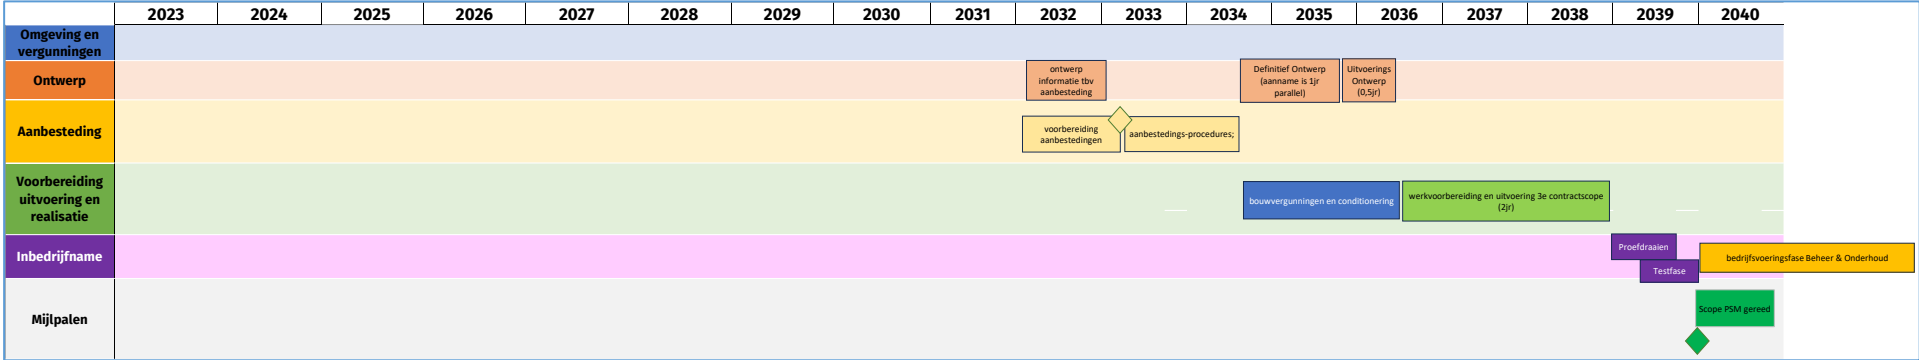 2023 2024 2025 2026 2027 2028 2029 2030 2031 2032 2033 2034 2035 2036 2037 2038 2039 2040
Omgeving en
vergunningen
Ontwerp
ontwerp
informatie tbv
aanbesteding
Definitief Ontwerp
(aanname is 1jr
parallel)
Uitvoerings
Ontwerp
(0,5jr)
Aanbesteding
voorbereiding
aanbestedingen
aanbestedings-procedures;
Voorbereiding
uitvoering en
realisatie
bouwvergunningen en conditionering
werkvoorbereiding en uitvoering 3e contractscope
(2jr)
Inbedrijfname
Proefdraaien
Testfase
bedrijfsvoeringsfase Beheer & Onderhoud
Mijlpalen
Scope PSM gereed